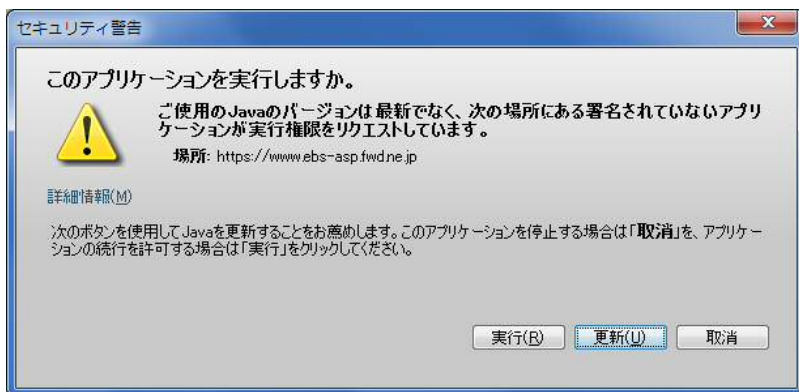 セキュリティ警告
このアプリケーションを実行しますか。
ご使用のJavaのバージョンは最新でなく、次の場所にある署名されていないアプリ
ケーションが実行権限をリクエストしています。
場所: https://www.ebs-asp.fwd.ne.jp
詳細情報(M)
次のボタンを使用してJavaを更新することをお薦めします。このアプリケーションを停止する場合は「取消」を、アプリケー
ションの続行を許可する場合は「実行」をクリックしてください。
実行(R) 更新(U) 取消